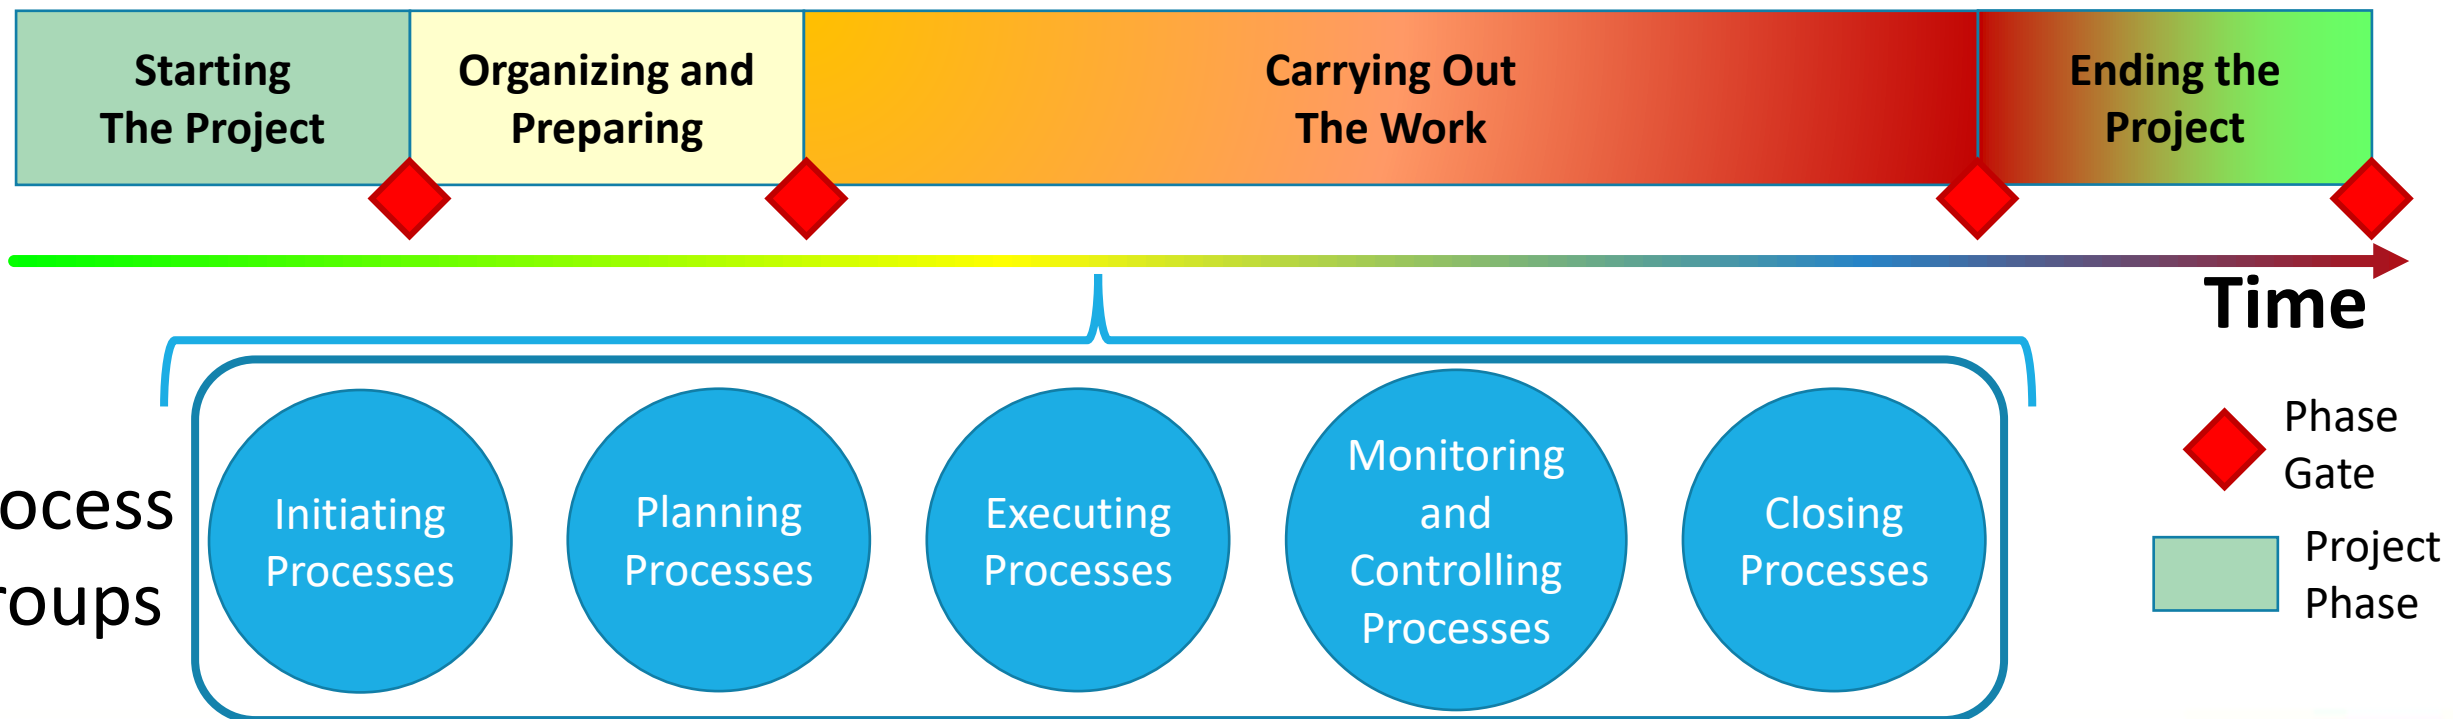 Starting
The Project
Organizing and
Preparing
Carrying Out
The Work
Ending the
Project
Time
ocess
roups
Initiating
Processes
Planning
Processes
Executing
Processes
Monitoring
and
Controlling
Processes
Closing
Processes
Phase
Gate
Project
Phase